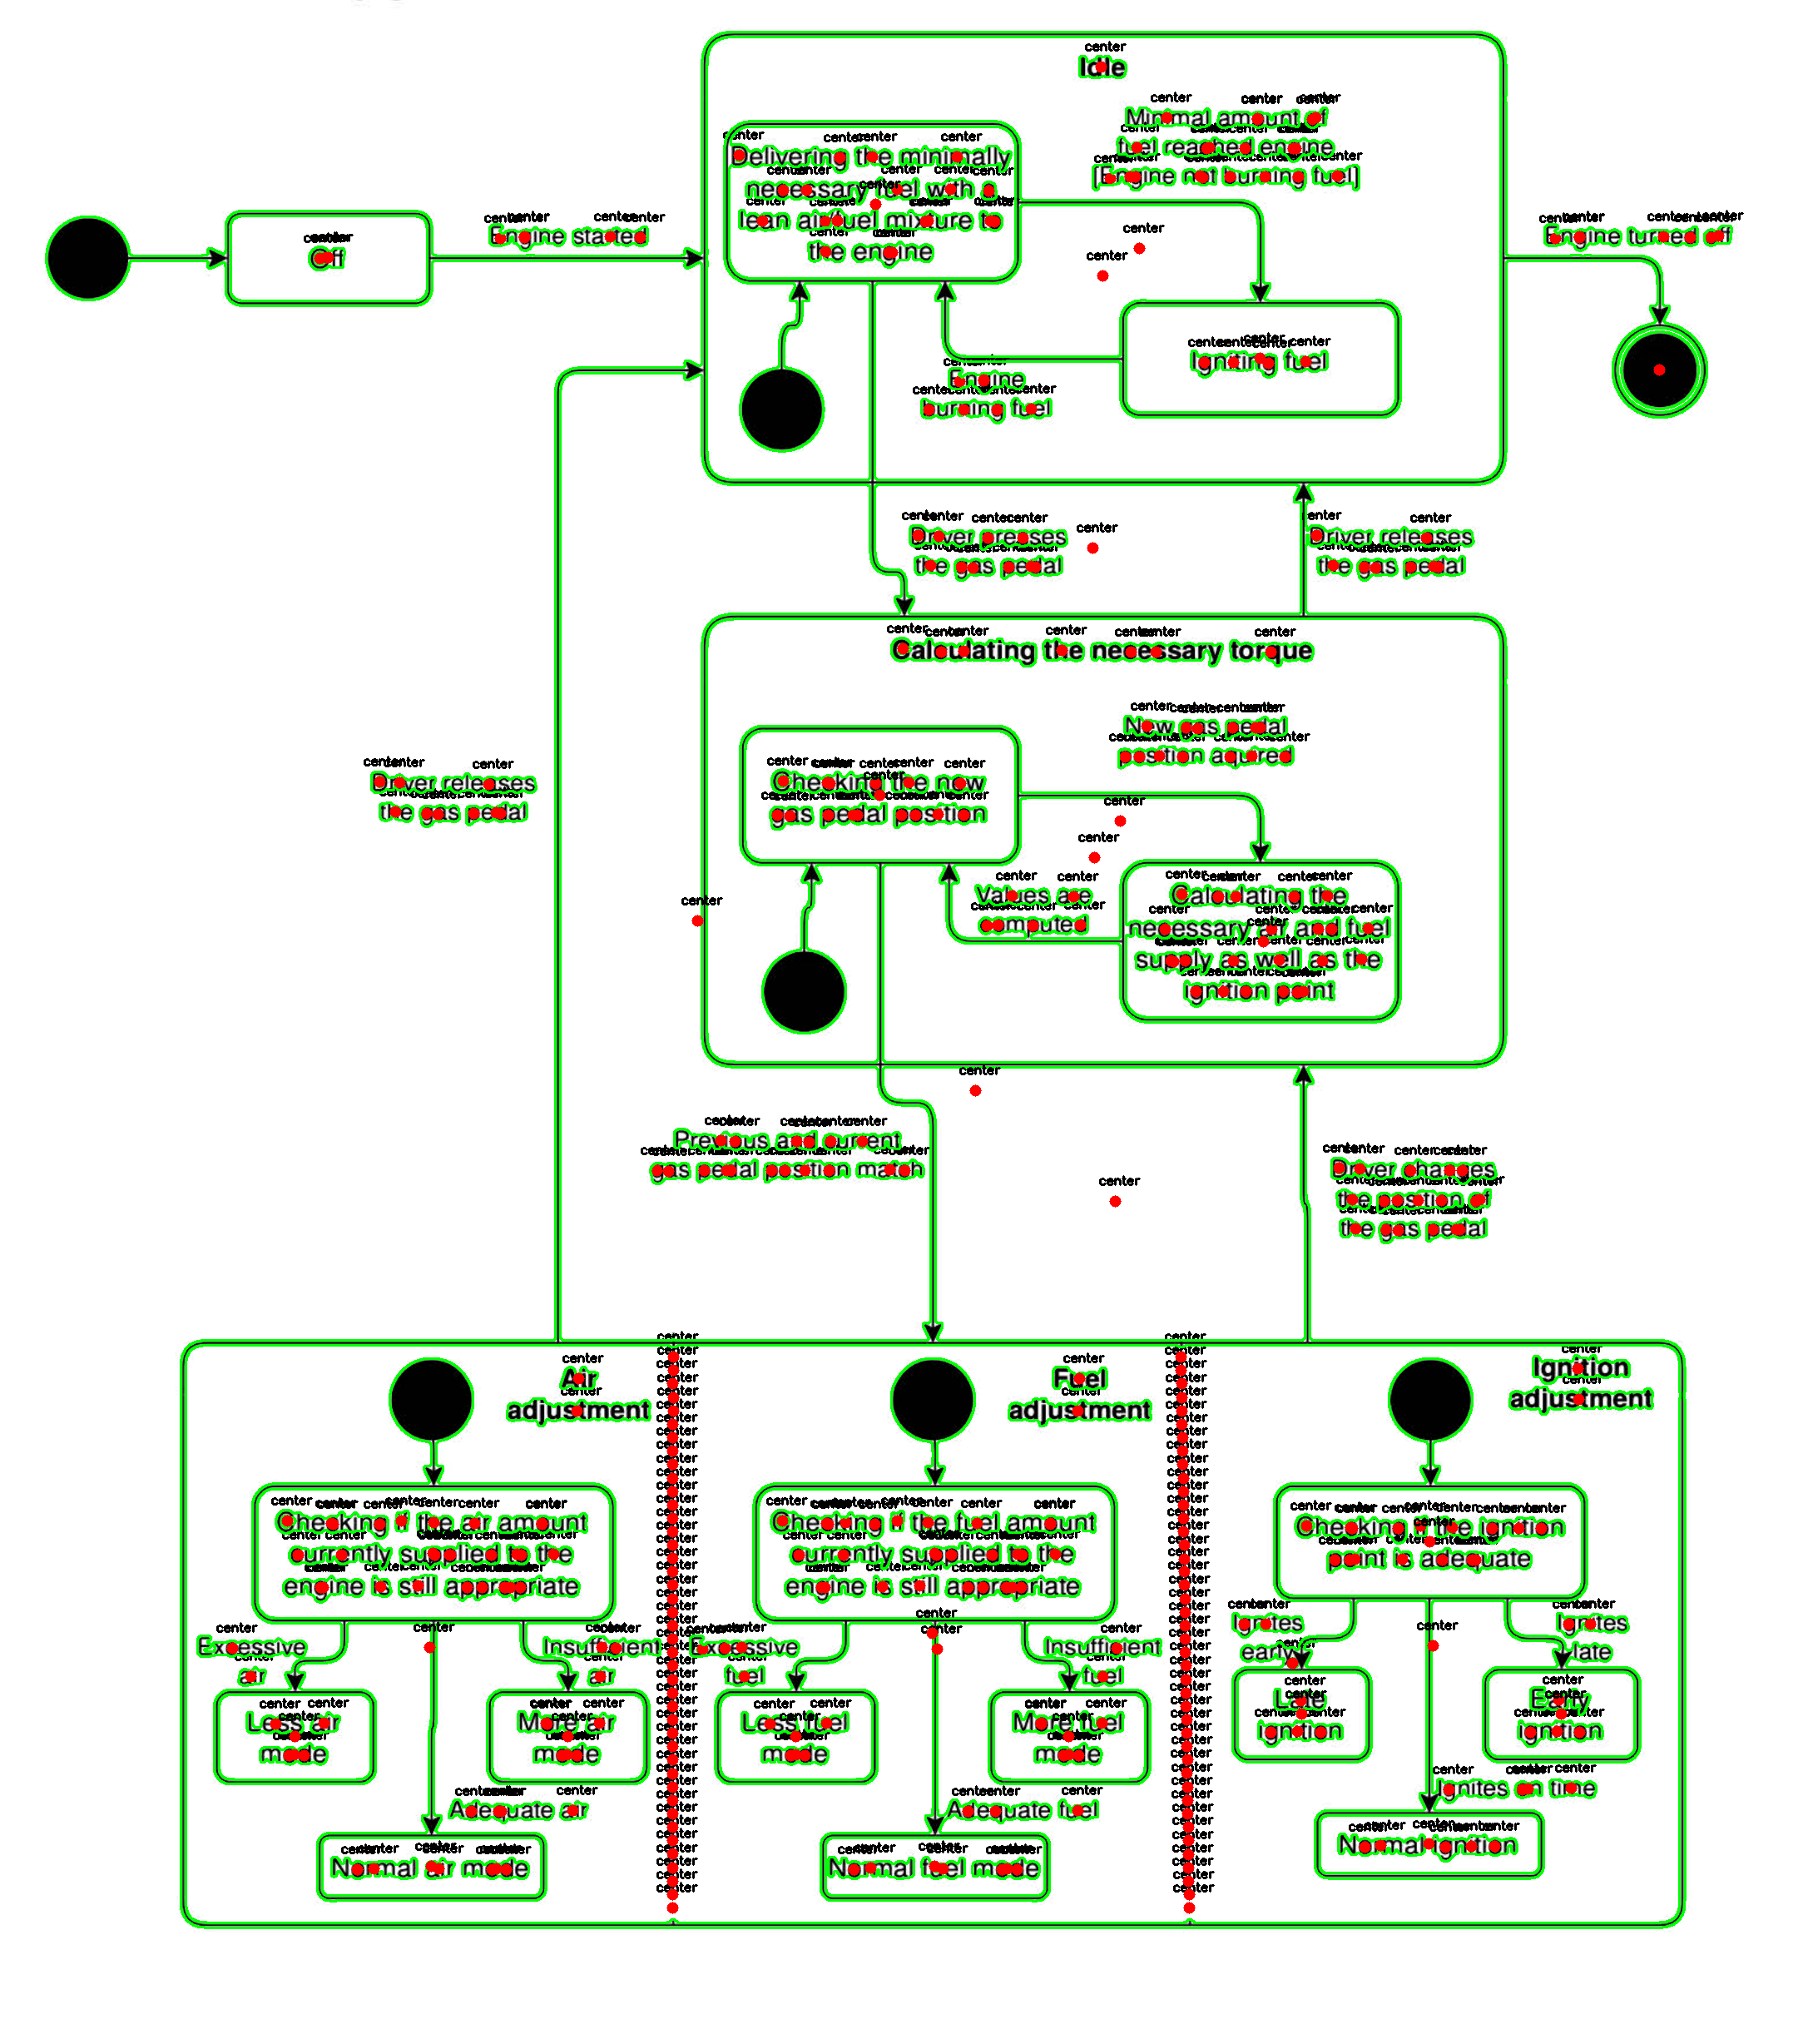 Idle
Minimal amount of
fuel reached engine
[Engine not burning fuel]
Delivering the minimally
necessary fuel with a
lean air/fuel mixture to
the engine
Off
Engine started
Engine turned off
Igniting fuel
Engine
burning fuel
Driver presses
the gas pedal
Driver releases
the gas pedal
Calculating the necessary torque
New gas pedal
position aquired
Checking the new
gas pedal position
Driver releases
the gas pedal
Values are
computed
Calculating the
necessary air and fuel
supply as well as the
ignition point
Previous and current
gas pedal position match
Driver changes
the position of
the gas pedal
Air
adjustment
Fuel
adjustment
Ignition
adjustment
Checking if the air amount
currently supplied to the
engine is still appropriate
Checking if the fuel amount
currently supplied to the
engine is still appropriate
Checking if the ignition
point is adequate
Excessive
air
Insufficient
air
Excessive
fuel
Insufficient
fuel
Ignites
early
Ignites
late
Less air
mode
More air
mode
Less fuel
mode
More fuel
mode
Late
ignition
Early
ignition
Adequate air
Adequate fuel
Ignites on time
Normal air mode
Normal fuel mode
Normal ignition